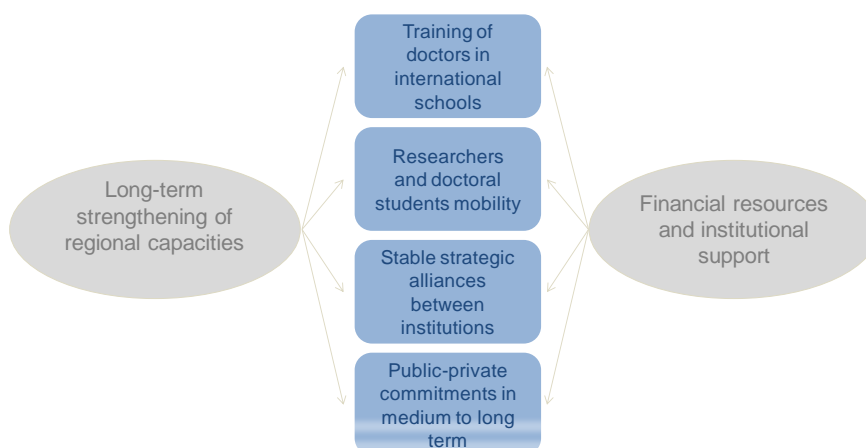 Training of
doctors in
international
schools
Researchers
and doctoral
students mobility
Long-term
strengthening of
regional capacities
Financial resources
and institutional
support
Stable strategic
alliances
between
institutions
Public-private
commitments in
medium to long
term